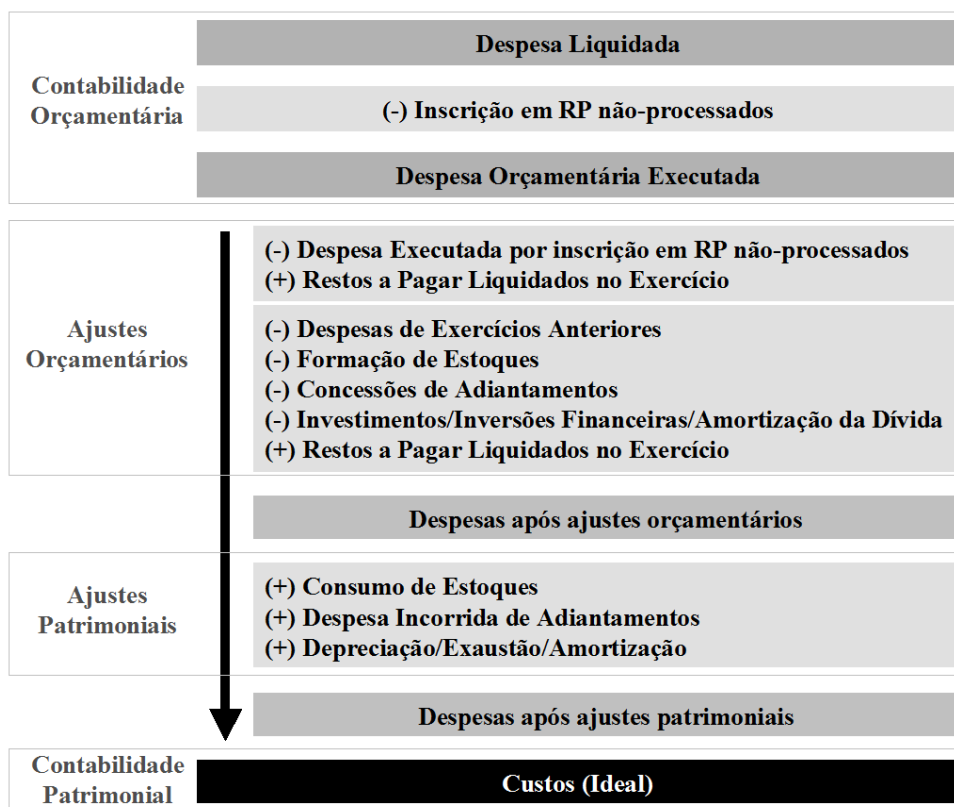 Contabilidade
Orçamentária
Despesa Liquidada
(-) Inscrição em RP não-processados
Despesa Orçamentária Executada
Ajustes
Orçamentários
(-) Despesa Executada por inscrição em RP não-processados
(+) Restos a Pagar Liquidados no Exercício
(-) Despesas de Exercícios Anteriores
(-) Formação de Estoques
(-) Concessões de Adiantamentos
(-) Investimentos/Inversões Financeiras/Amortização da Dívida
(+) Restos a Pagar Liquidados no Exercício
Despesas após ajustes orçamentários
Ajustes
Patrimoniais
(+) Consumo de Estoques
(+) Despesa Incorrida de Adiantamentos
(+) Depreciação/Exaustão/Amortização
Despesas após ajustes patrimoniais
Contabilidade
Patrimonial
Custos (Ideal)